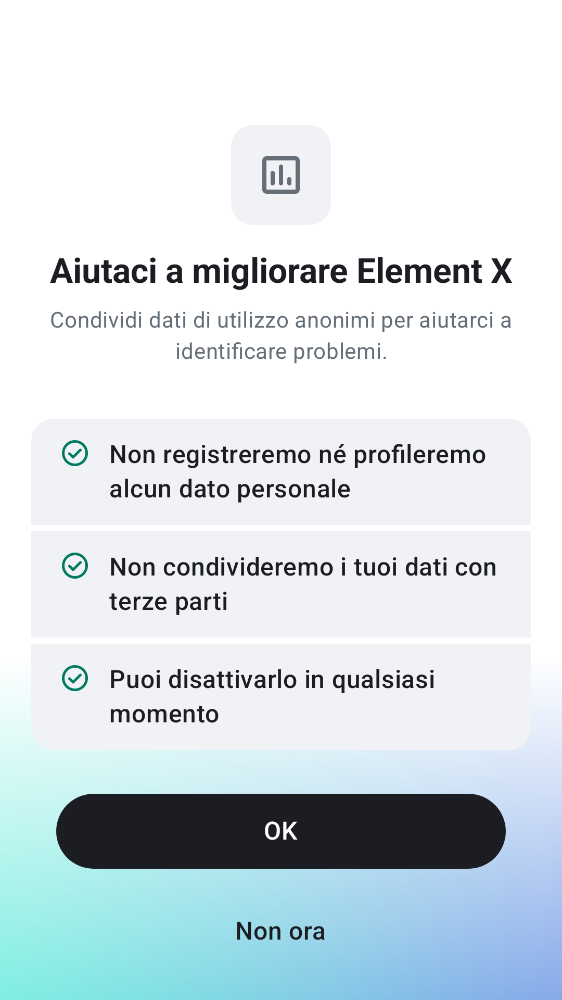 Aiutaci a migliorare Element X
Condividi dati di utilizzo anonimi per aiutarci a
identificare problemi.
Non registreremo né profileremo
alcun dato personale
Non condivideremo i tuoi dati con
terze parti
Puoi disattivarlo in qualsiasi
momento
OK
Non ora